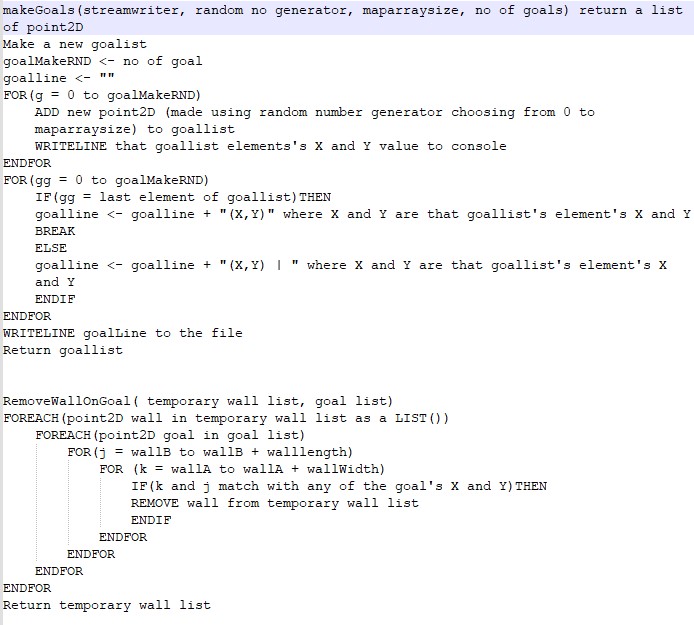 makeGoals(streamwriter, random no generator, maparraysize, no of goals) return a list
of point2D
Make a new goalist
goalMakeRND <- no of goal
goalline <- ""
FOR(g = 0 to goalMakeRND)
ADD new point2D (made using random number generator choosing from 0 to
maparraysize) to goallist
WRITELINE that goallist elements's X and Y value to console
ENDFOR
FOR(gg = 0 to goalMakeRND)
IF(gg = last element of goallist)THEN
goalline <- goalline + "(X,Y)" where X and Y are that goallist's element's X and Y
BREAK
ELSE
goalline <- goalline + "(X,Y) | " where X and Y are that goallist's element's X
and Y
ENDIF
ENDFOR
WRITELINE goalLine to the file
Return goallist
RemoveWallOnGoal( temporary wall list, goal list)
FOREACH(point2D wall in temporary wall list as a LIST())
FOREACH(point2D goal in goal list)
FOR(j = wallB to wallB + walllength)
FOR (k = wallA to wallA + wallWidth)
IF(k and j match with any of the goal's X and Y)THEN
REMOVE wall from temporary wall list
ENDIF
ENDFOR
ENDFOR
ENDFOR
ENDFOR
Return temporary wall list